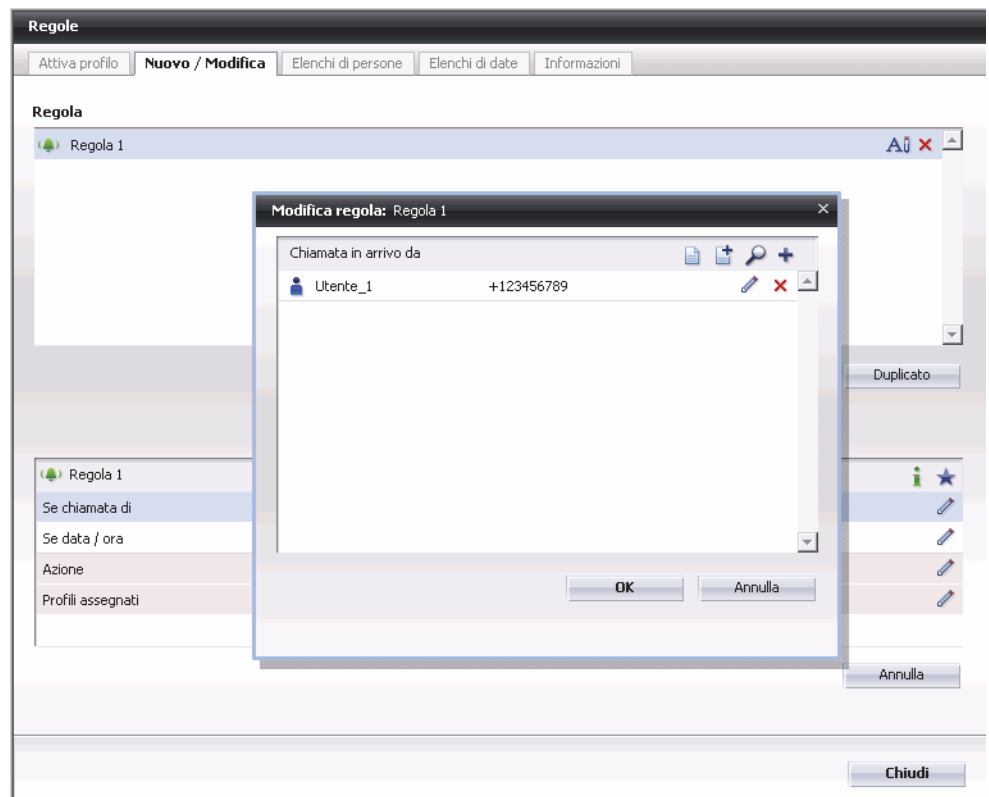 Regole
Attiva profilo Nuovo / Modifica Elenchi di persone Elenchi di date Informazioni
Regola
Regola 1
Modifica regola: Regola 1
Chiamata in arrivo da
Utente_1 +123456789
Duplicato
OK Annulla
Regola 1
Se chiamata di
Se data / ora
Azione
Profili assegnati
Annulla
Chiudi